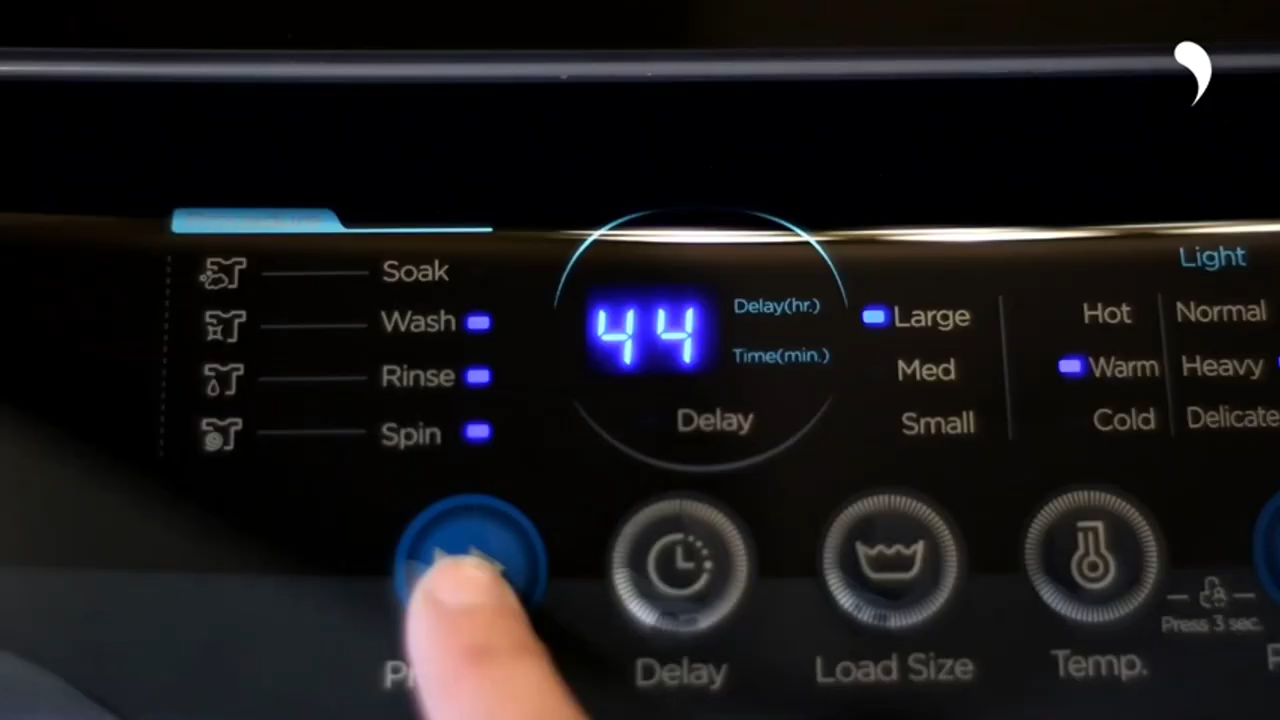 Soak
Wash
Rinse
Spin
44
Delay(hr.)
Time(min.)
Delay
Large
Med
Small
Hot
Warm
Cold
Light
Normal
Heavy
Delicate
Delay
Load Size
Temp.
Press 3 sec.